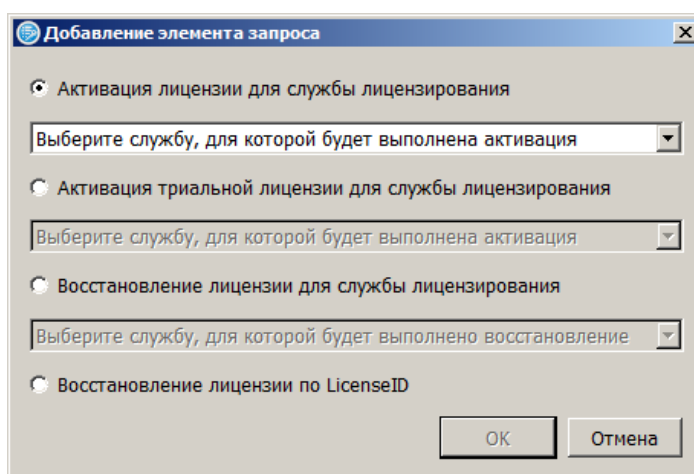 Добавление элемента запроса
Активация лицензии для службы лицензирования
Выберите службу, для которой будет выполнена активация
Активация триальной лицензии для службы лицензирования
Выберите службу, для которой будет выполнена активация
Восстановление лицензии для службы лицензирования
Выберите службу, для которой будет выполнено восстановление
Восстановление лицензии по LicenseID
OK
Отмена